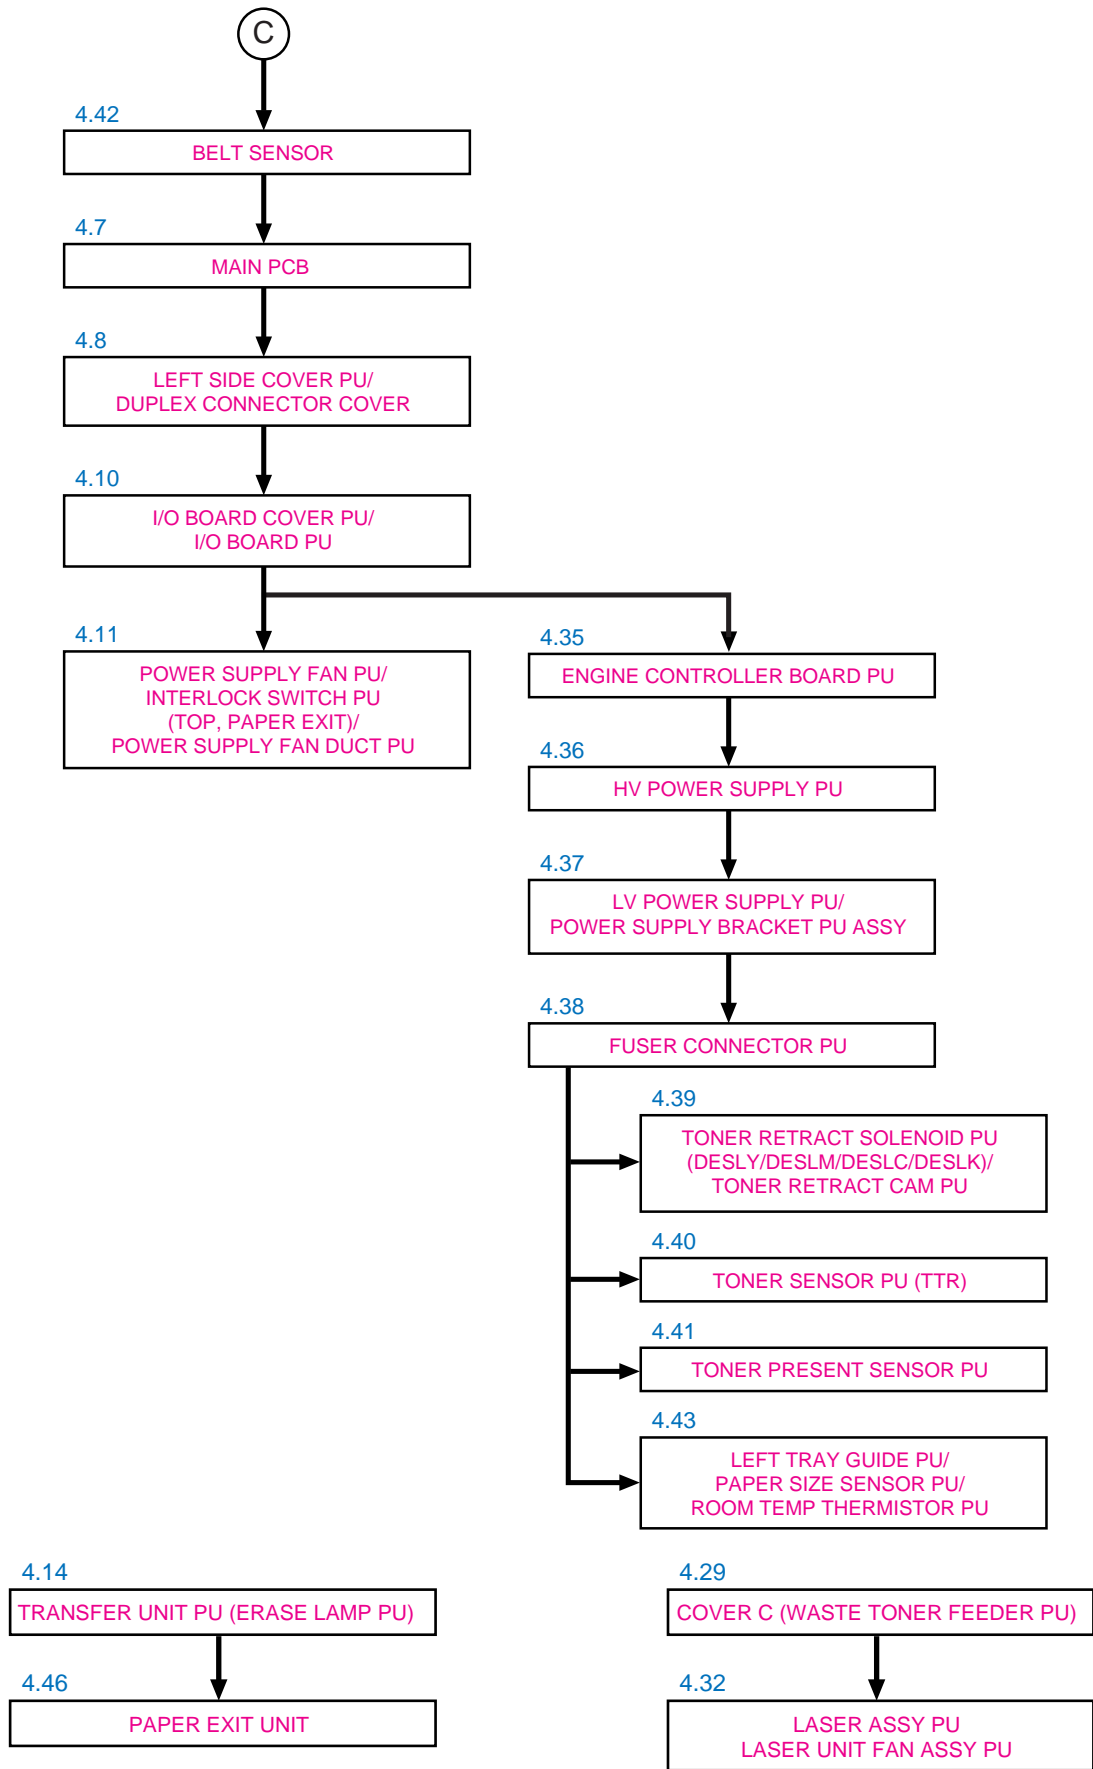 C
4.42
BELT SENSOR
4.7
MAIN PCB
4.8
LEFT SIDE COVER PU/
DUPLEX CONNECTOR COVER
4.10
I/O BOARD COVER PU/
I/O BOARD PU
4.11
POWER SUPPLY FAN PU/
INTERLOCK SWITCH PU
(TOP, PAPER EXIT)/
POWER SUPPLY FAN DUCT PU
4.35
ENGINE CONTROLLER BOARD PU
4.36
HV POWER SUPPLY PU
4.37
LV POWER SUPPLY PU/
POWER SUPPLY BRACKET PU ASSY
4.38
FUSER CONNECTOR PU
4.39
TONER RETRACT SOLENOID PU
(DESLY/DESLM/DESLC/DESLK)/
TONER RETRACT CAM PU
4.40
TONER SENSOR PU (TTR)
4.41
TONER PRESENT SENSOR PU
4.43
LEFT TRAY GUIDE PU/
PAPER SIZE SENSOR PU/
ROOM TEMP THERMISTOR PU
4.14
TRANSFER UNIT PU (ERASE LAMP PU)
4.46
PAPER EXIT UNIT
4.29
COVER C (WASTE TONER FEEDER PU)
4.32
LASER ASSY PU
LASER UNIT FAN ASSY PU